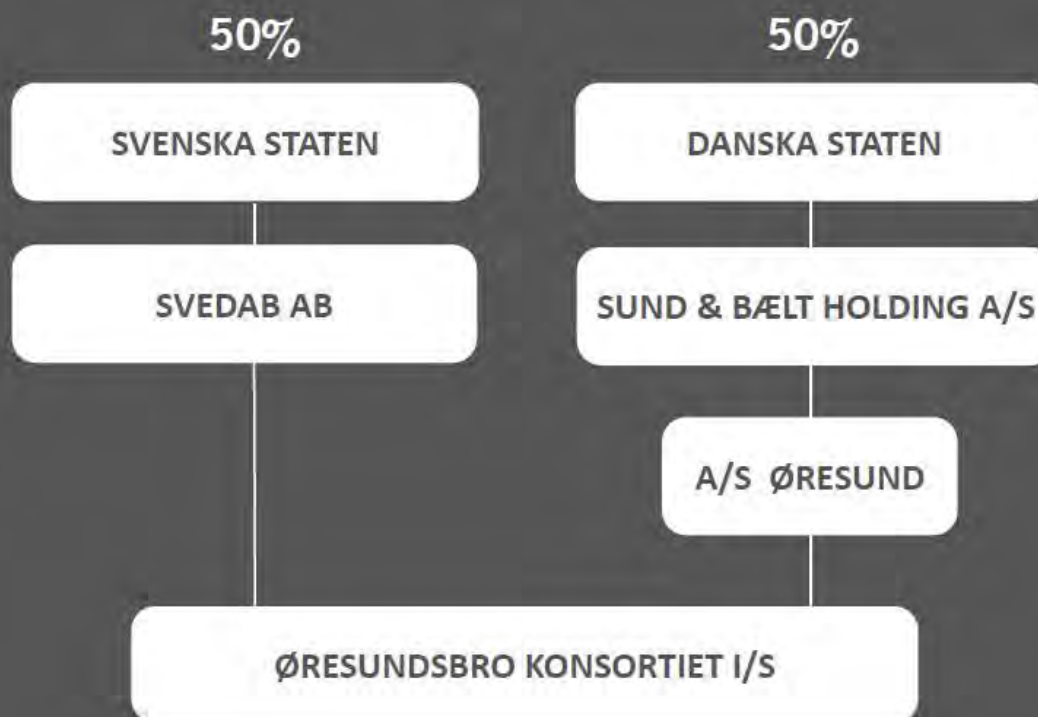 50%
50%
SVENSKA STATEN
DANSKA STATEN
SVEDAB AB
SUND & BÆLT HOLDING A/S
A/S ØRESUND
ØRESUNDSBRO KONSORTIET I/S